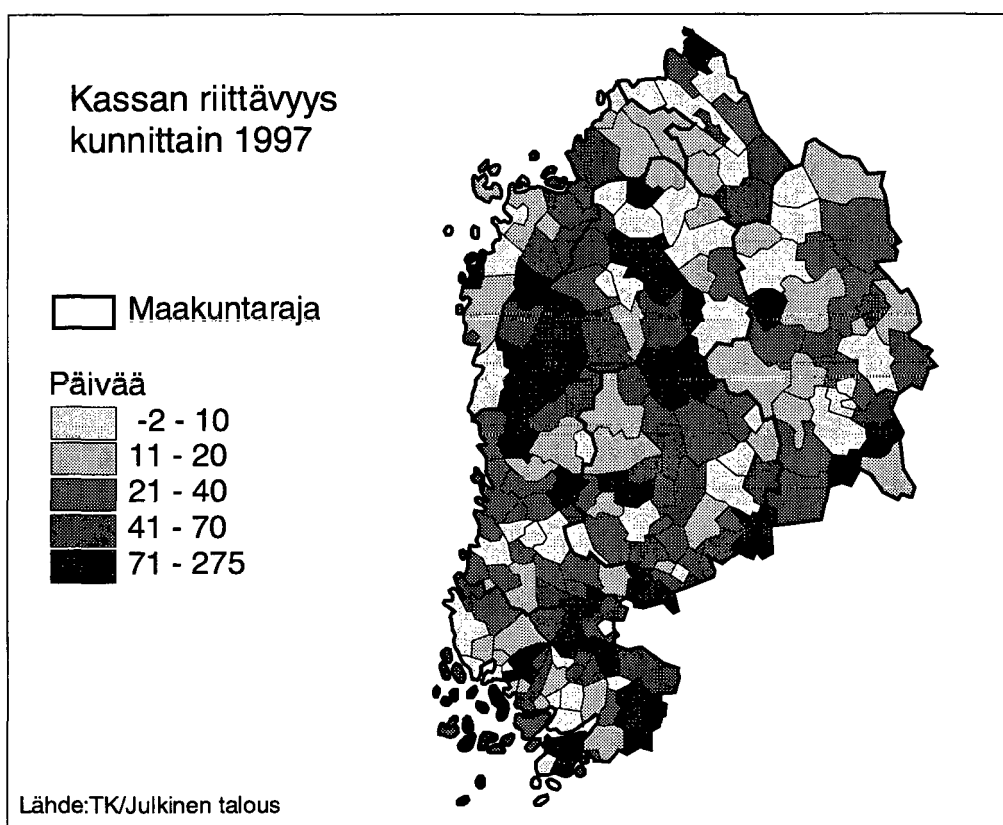 Kassan riittävyys
kunnittain 1997
Maakuntaraja
Päivää
-2 - 10
11 - 20
21 - 40
41 - 70
71 - 275
Lähde:TK/Julkinen talous